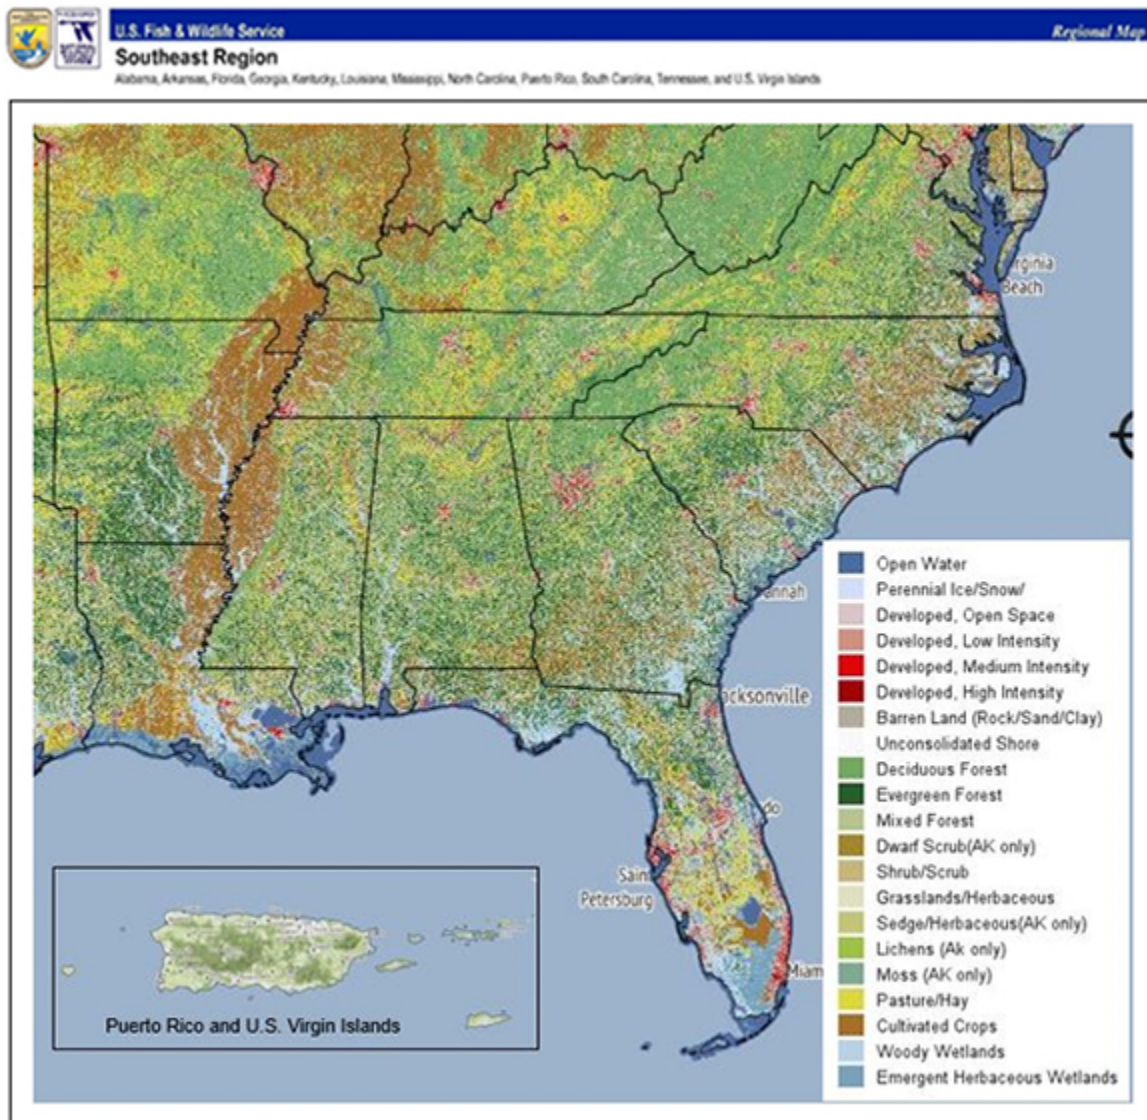 U.S. Fish & Wildlife Service
Regional Map
Southeast Region
Alabama, Arkansas, Florida, Georgia, Kentucky, Louisiana, Mississippi, North Carolina, Puerto Rico, South Carolina, Tennessee, and U.S. Virgin Islands
rginia
Beach
Open Water
Perennial Ice/Snow/
annah
Developed, Open Space
Developed, Low Intensity
Developed, Medium Intensity
Developed, High Intensity
cksonville
Barren Land (Rock/Sand/Clay)
Unconsolidated Shore
Deciduous Forest
Evergreen Forest
do
Mixed Forest
Dwarf Scrub(AK only)
Shrub/Scrub
Sain
Petersburg
Grasslands/Herbaceous
Sedge/Herbaceous(AK only)
Lichens (Ak only)
Moss (AK only)
Miam
Pasture/Hay
Cultivated Crops
Puerto Rico and U.S. Virgin Islands
Woody Wetlands
Emergent Herbaceous Wetlands